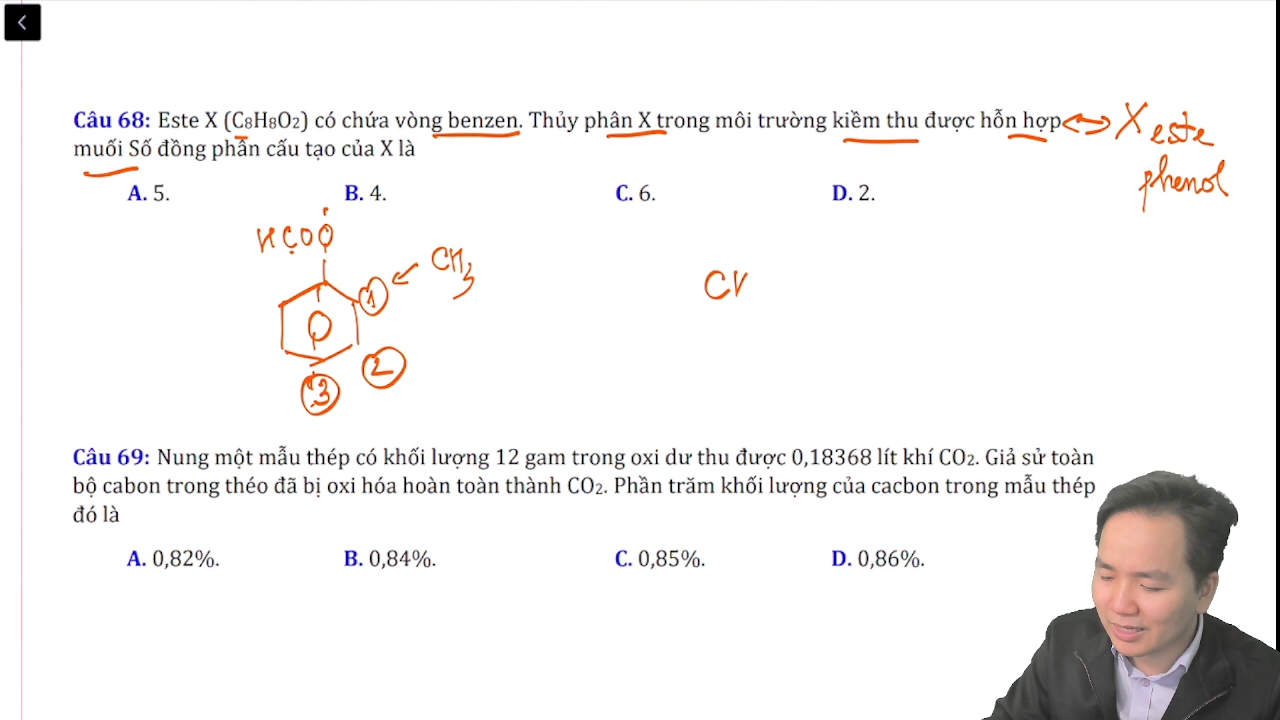 Câu 68: Este X (C₈H₈O₂) có chứa vòng benzen. Thủy phân X trong môi trường kiềm thu được hỗn hợp
muối Số đồng phân cấu tạo của X là
X este
phenol
A. 5. B. 4. C. 6. D. 2.
HCOO
CH₃
1
CH
2
3
Câu 69: Nung một mẫu thép có khối lượng 12 gam trong oxi dư thu được 0,18368 lít khí CO₂. Giả sử toàn
bộ cabon trong théo đã bị oxi hóa hoàn toàn thành CO₂. Phần trăm khối lượng của cacbon trong mẫu thép
đó là
A. 0,82%. B. 0,84%. C. 0,85%. D. 0,86%.